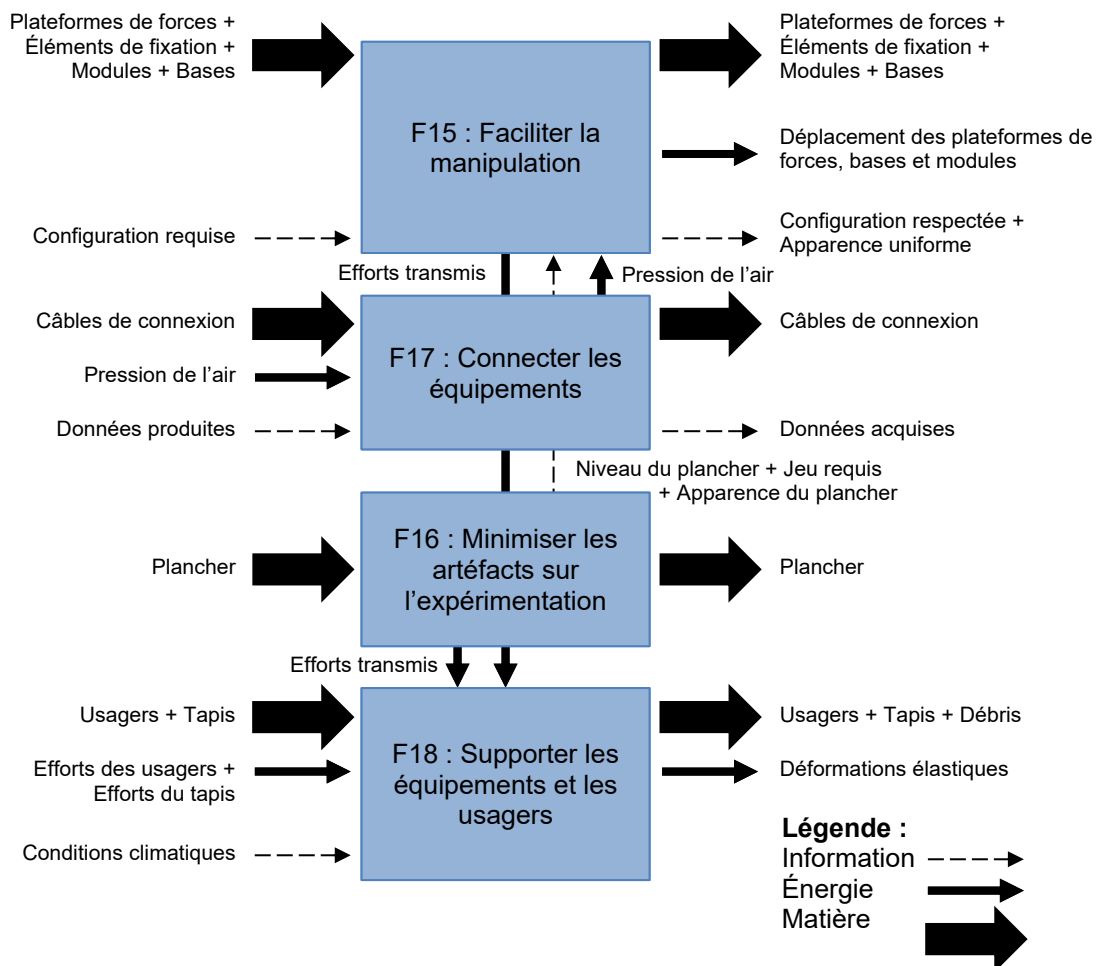 Plateformes de forces +
Éléments de fixation +
Modules + Bases
Plateformes de forces +
Éléments de fixation +
Modules + Bases
F15 : Faciliter la
manipulation
Déplacement des plateformes de
forces, bases et modules
Configuration requise
Configuration respectée +
Apparence uniforme
Efforts transmis
Pression de l'air
Câbles de connexion
F17 : Connecter les
équipements
Câbles de connexion
Pression de l'air
Données produites
Données acquises
Niveau du plancher + Jeu requis
+ Apparence du plancher
Plancher
F16 : Minimiser les
artéfacts sur
l'expérimentation
Plancher
Efforts transmis
Usagers + Tapis
Usagers + Tapis + Débris
F18 : Supporter les
équipements et les
usagers
Efforts des usagers +
Efforts du tapis
Déformations élastiques
Conditions climatiques
Légende :
Information
Énergie
Matière